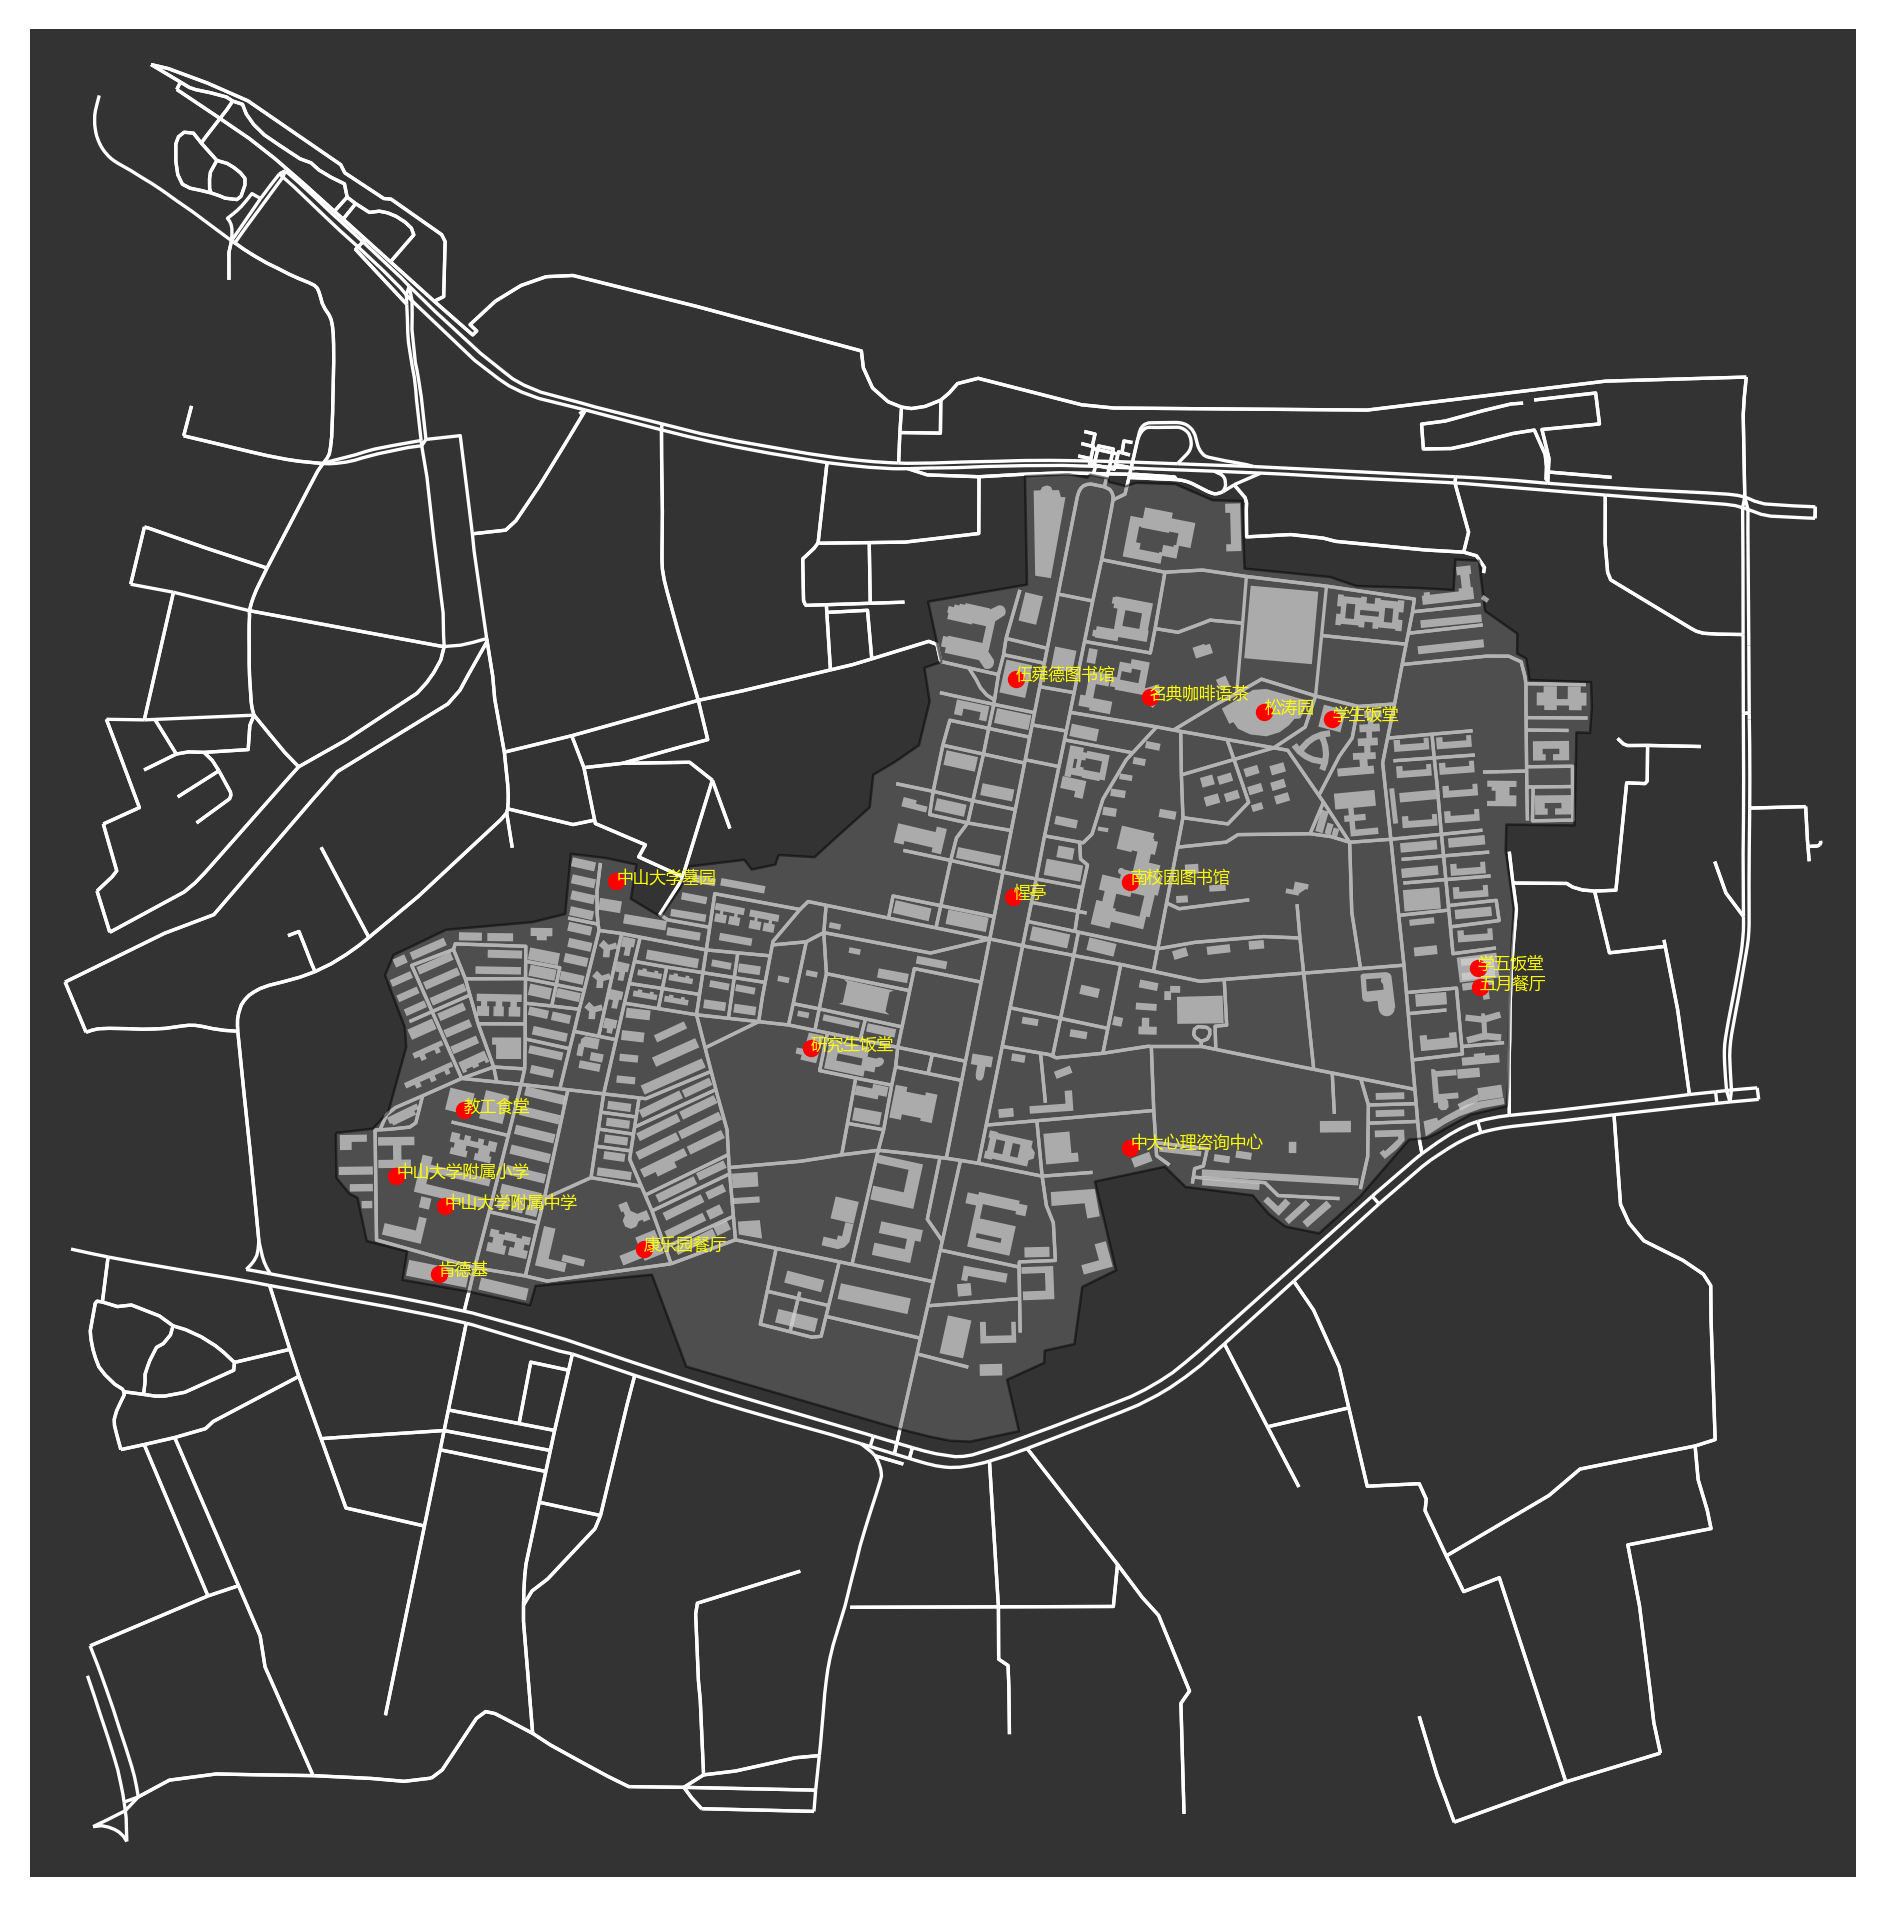 伍舜德图书馆
名典咖啡语茶
松涛园
学生饭堂
中山大学墓园
惺亭
南校园图书馆
学五饭堂
五月餐厅
研究生饭堂
教工食堂
中大心理咨询中心
中山大学附属小学
中山大学附属中学
康乐园餐厅
肯德基